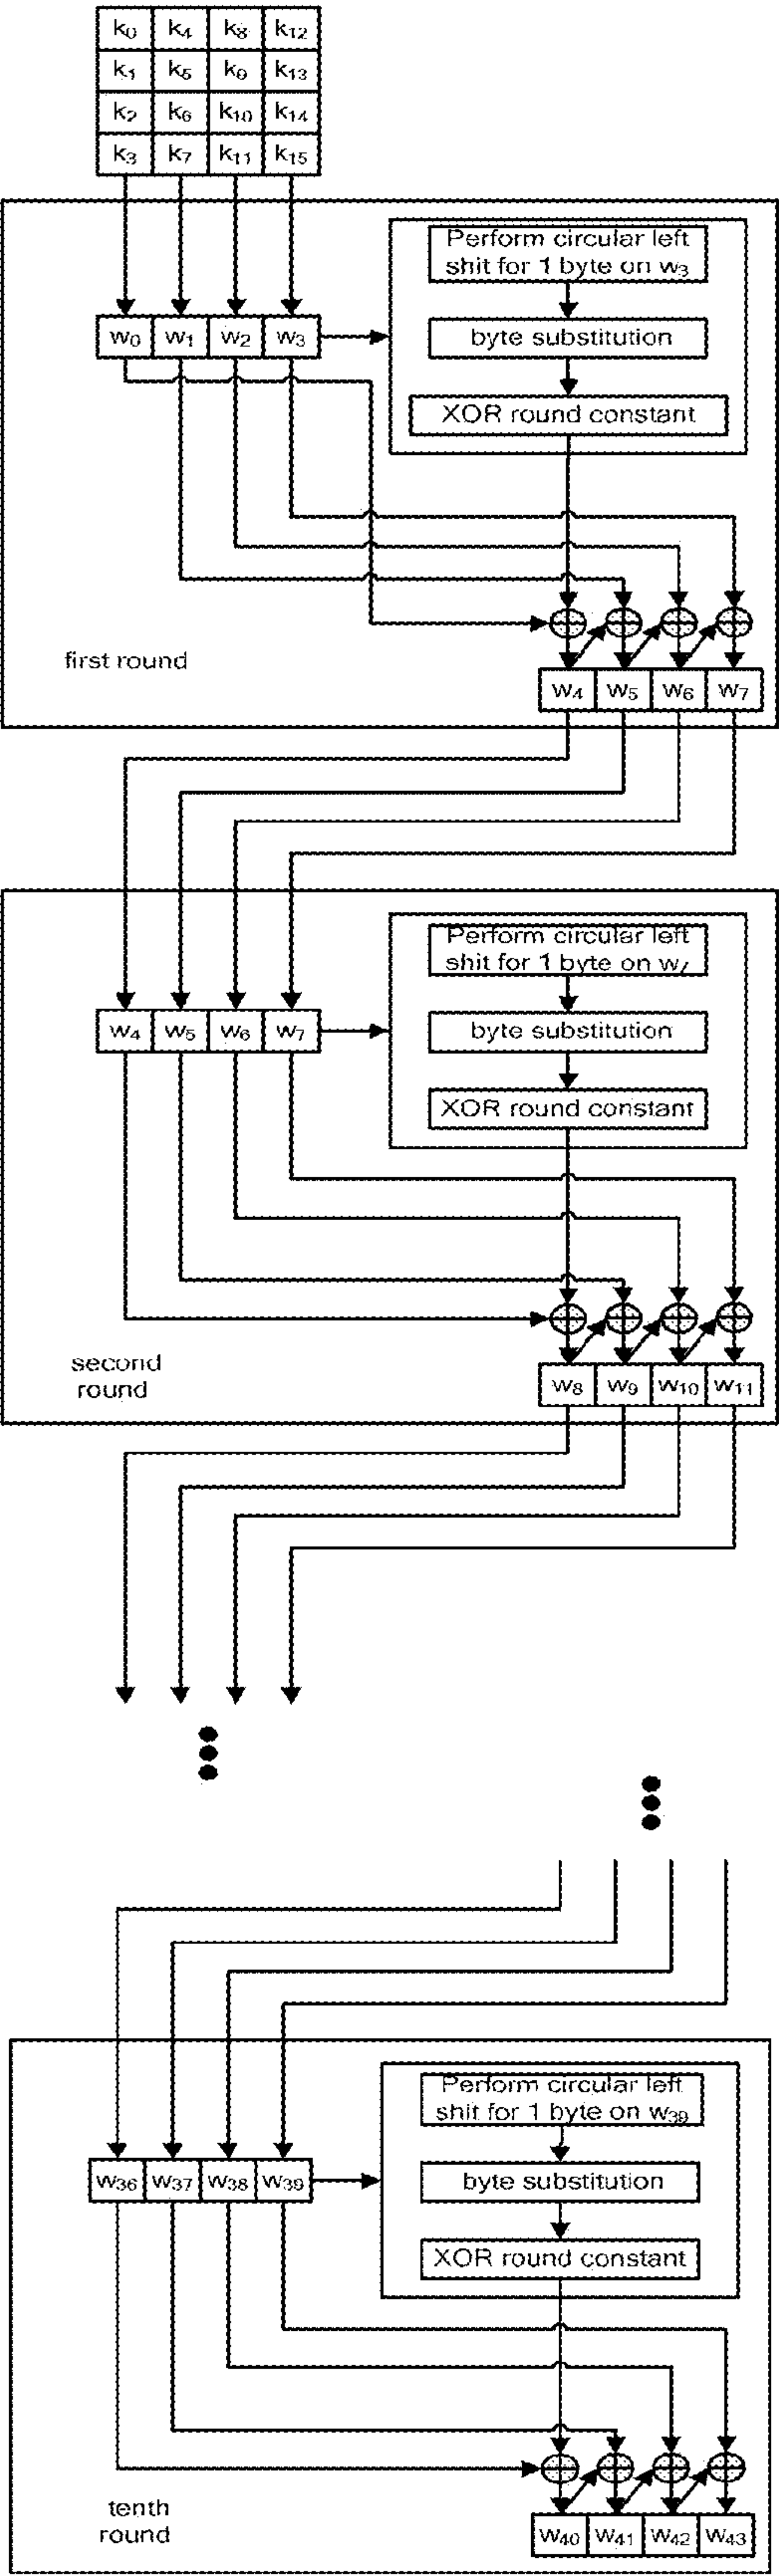 k0 k4 k8 k12
k1 k5 k9 k13
k2 k6 k10 k14
k3 k7 k11 k15
Perform circular left
shit for 1 byte on w3
w0 w1 w2 w3
byte substitution
XOR round constant
first round
w4 w5 w6 w7
Perform circular left
shit for 1 byte on w7
w4 w5 w6 w7
byte substitution
XOR round constant
second
round
w8 w9 w10 w11
Perform circular left
shit for 1 byte on w39
w36 w37 w38 w39
byte substitution
XOR round constant
tenth
round
w40 w41 w42 w43